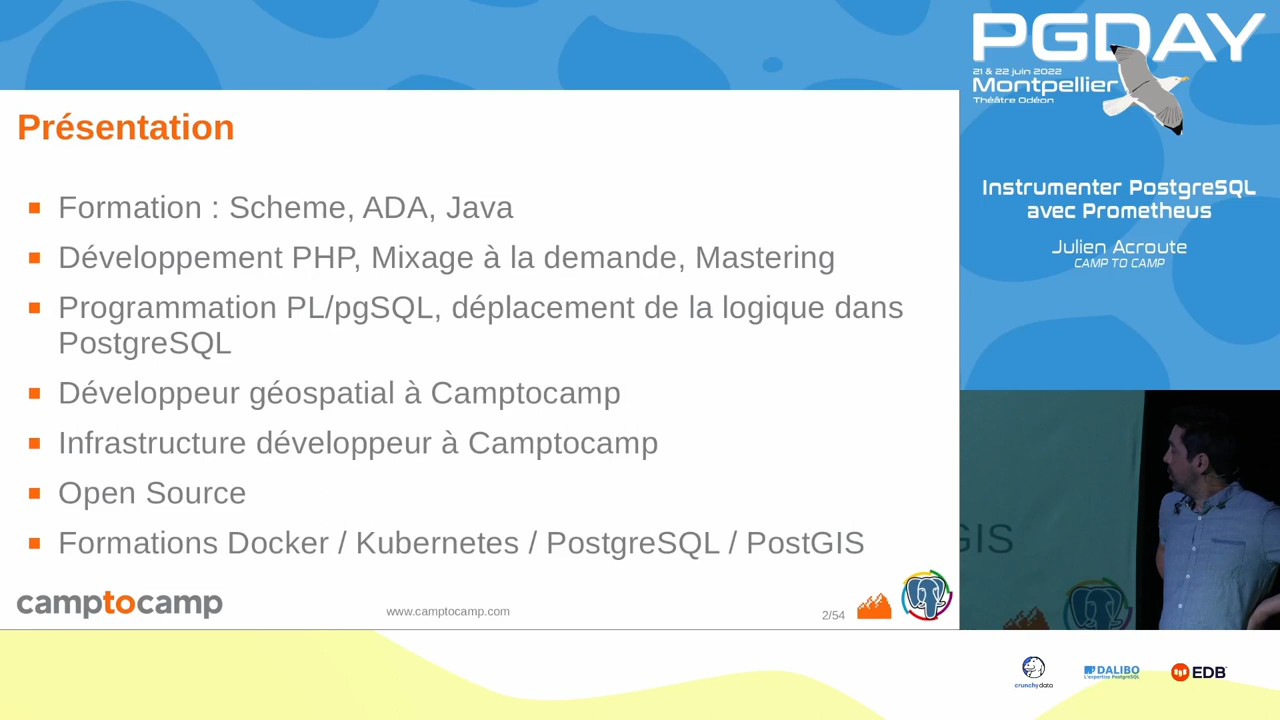 Présentation
Formation : Scheme, ADA, Java
Développement PHP, Mixage à la demande, Mastering
Programmation PL/pgSQL, déplacement de la logique dans
PostgreSQL
Développeur géospatial à Camptocamp
Infrastructure développeur à Camptocamp
Open Source
Formations Docker / Kubernetes / PostgreSQL / PostGIS
camptocamp
www.camptocamp.com
2/54
PGDAY
21 & 22 juin 2022
Montpellier
Théâtre Odéon
Instrumenter PostgreSQL
avec Prometheus
Julien Acroute
CAMP TO CAMP
GIS
crunchydata
DALIBO
L'expertise PostgreSQL
EDB